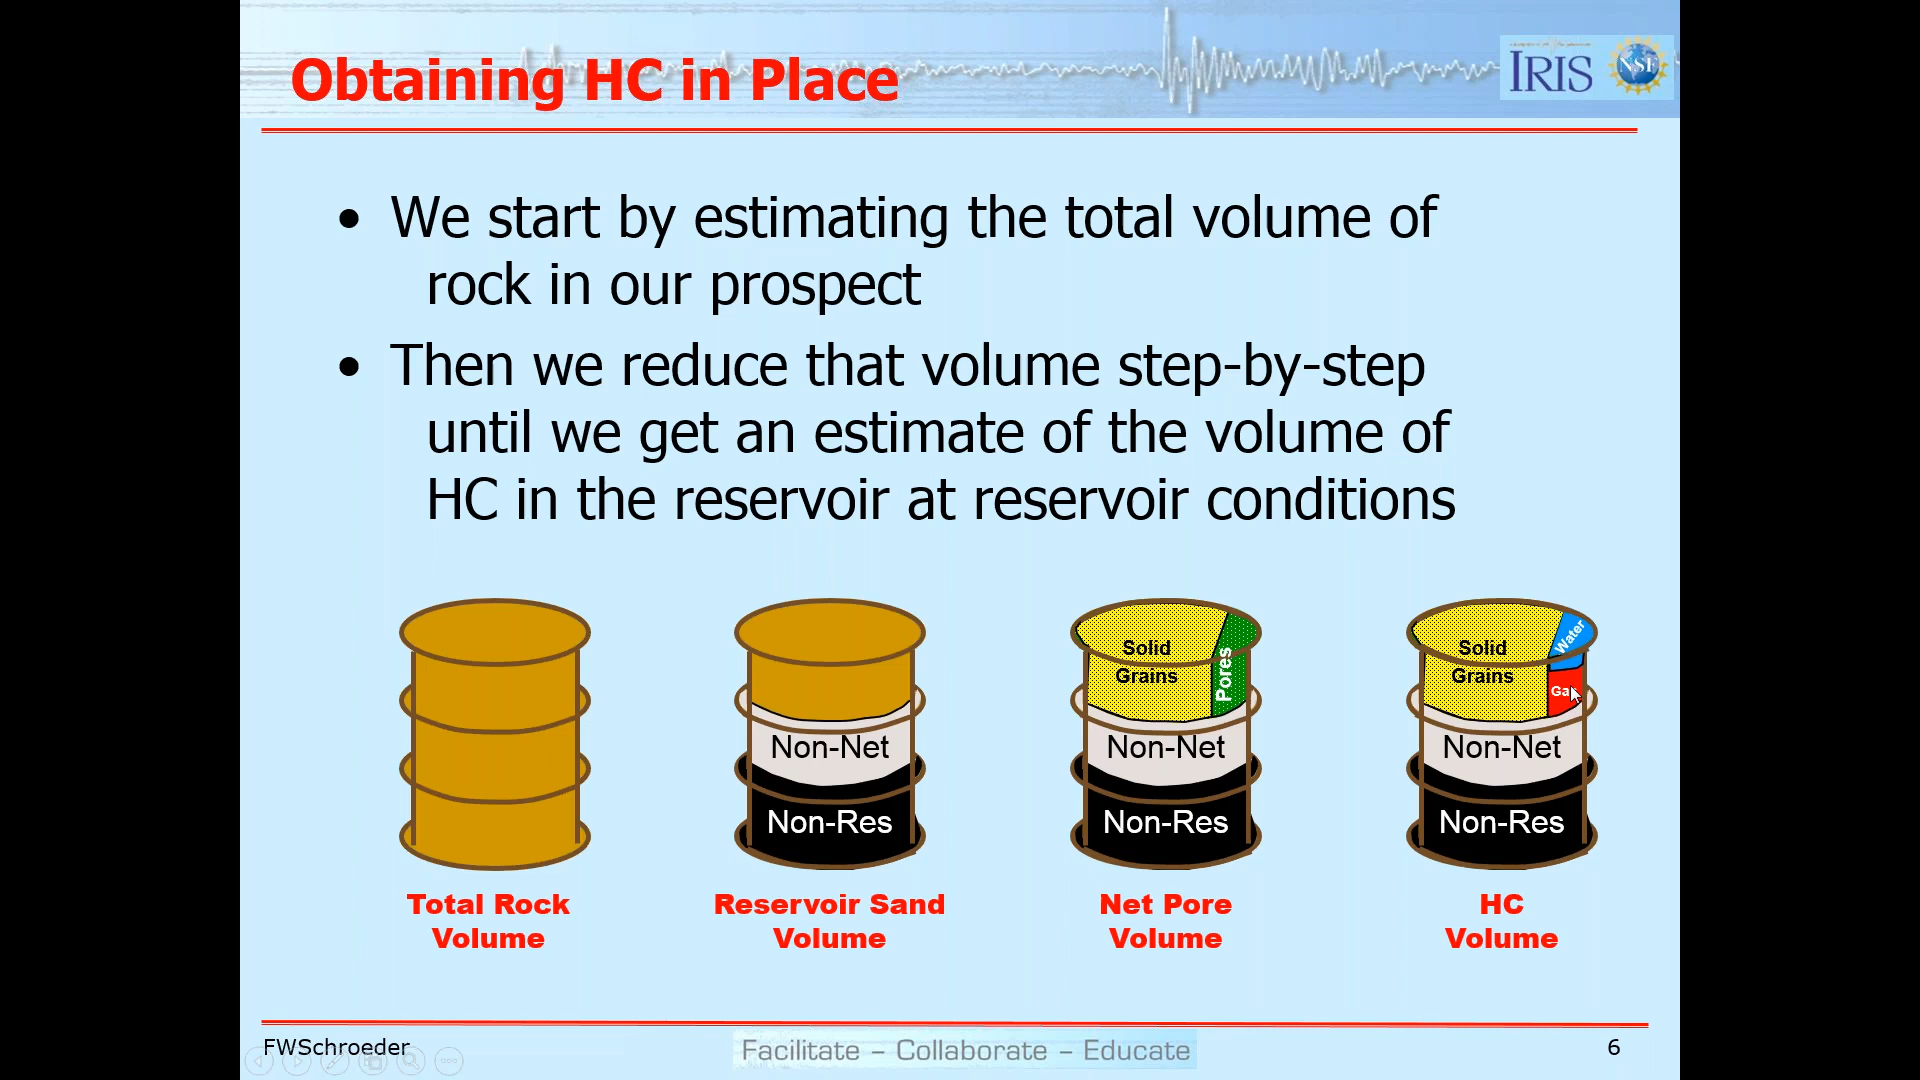 Obtaining HC in Place
IRIS
NSF
• We start by estimating the total volume of
rock in our prospect
• Then we reduce that volume step-by-step
until we get an estimate of the volume of
HC in the reservoir at reservoir conditions
Non-Net
Non-Res
Solid
Grains
Pores
Non-Net
Non-Res
Solid
Grains
Water
Non-Net
Non-Res
Total Rock
Volume
Reservoir Sand
Volume
Net Pore
Volume
HC
Volume
FWSchroeder
Facilitate – Collaborate – Educate
6